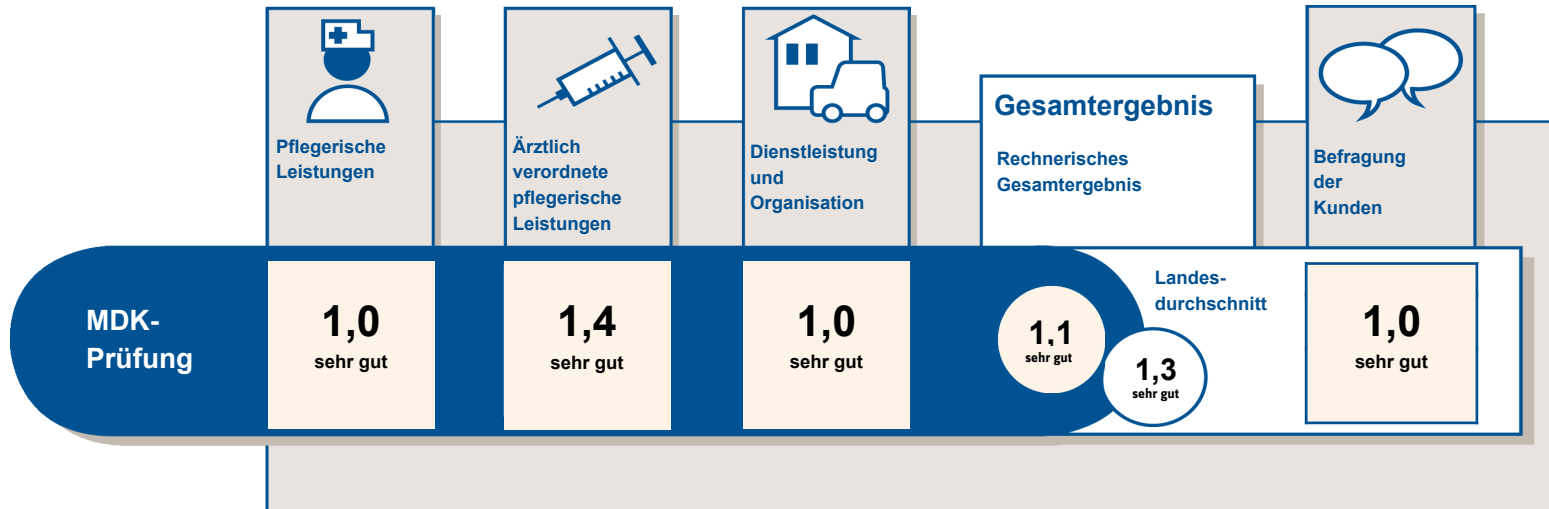 Pflegerische
Leistungen
Ärztlich
verordnete
pflegerische
Leistungen
Dienstleistung
und
Organisation
Gesamtergebnis
Rechnerisches
Gesamtergebnis
Befragung
der
Kunden
MDK-
Prüfung
1,0
sehr gut
1,4
sehr gut
1,0
sehr gut
1,1
sehr gut
Landes-
durchschnitt
1,3
sehr gut
1,0
sehr gut